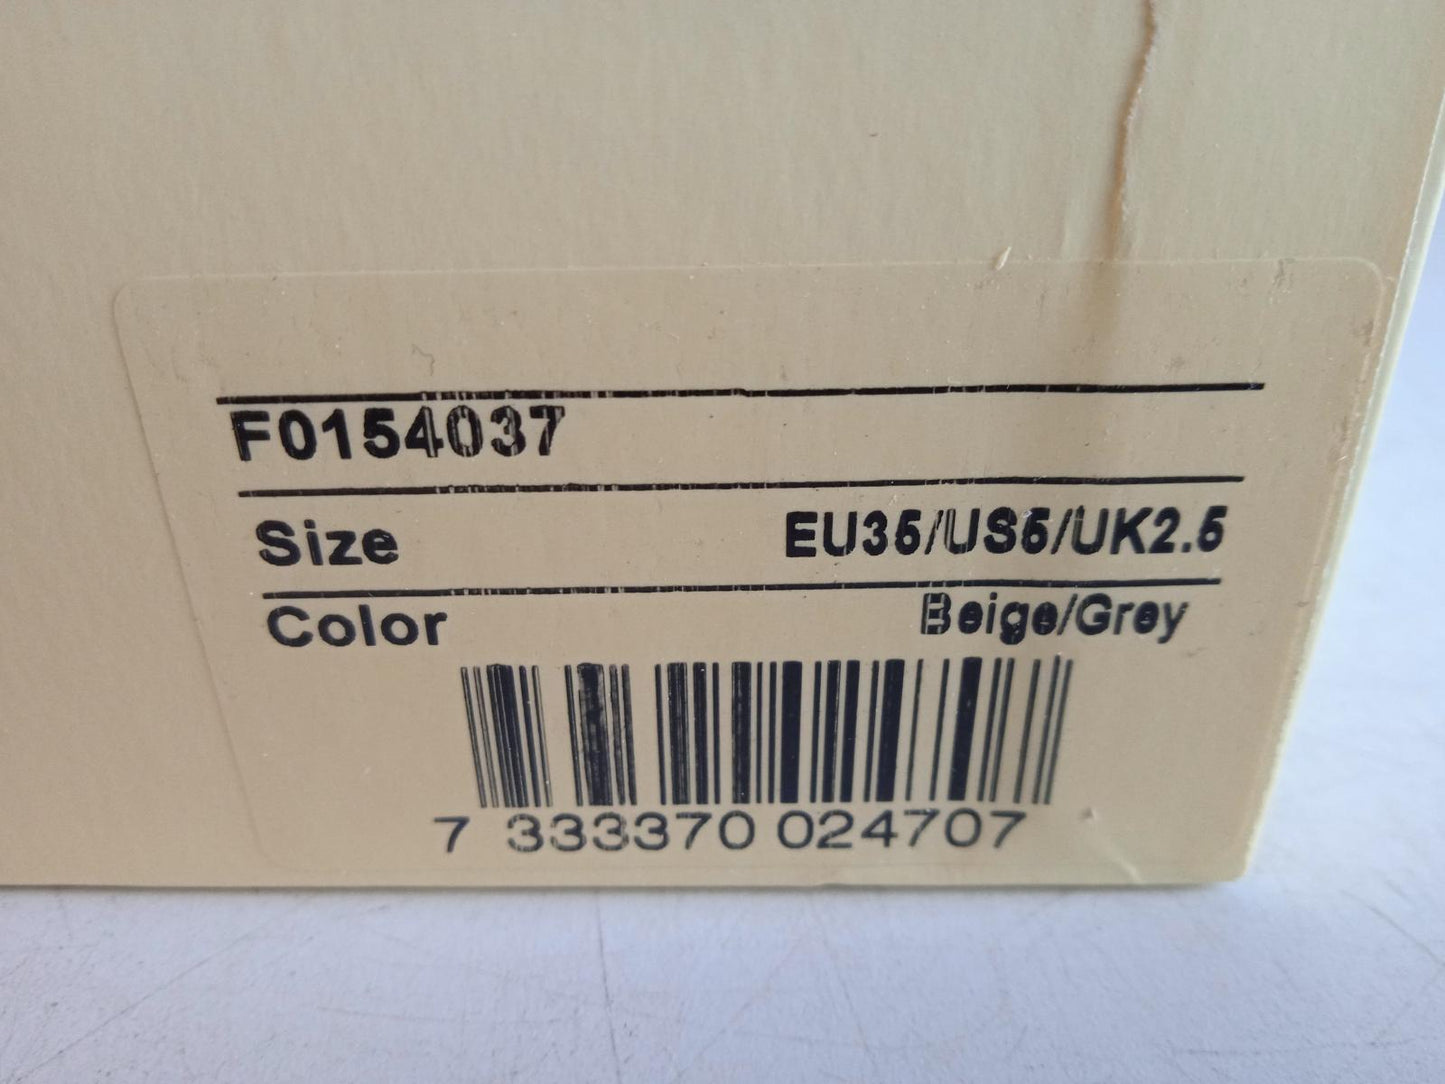 F0154037
Size EU35/US5/UK2.5
Color Beige/Grey
7 333370 024707